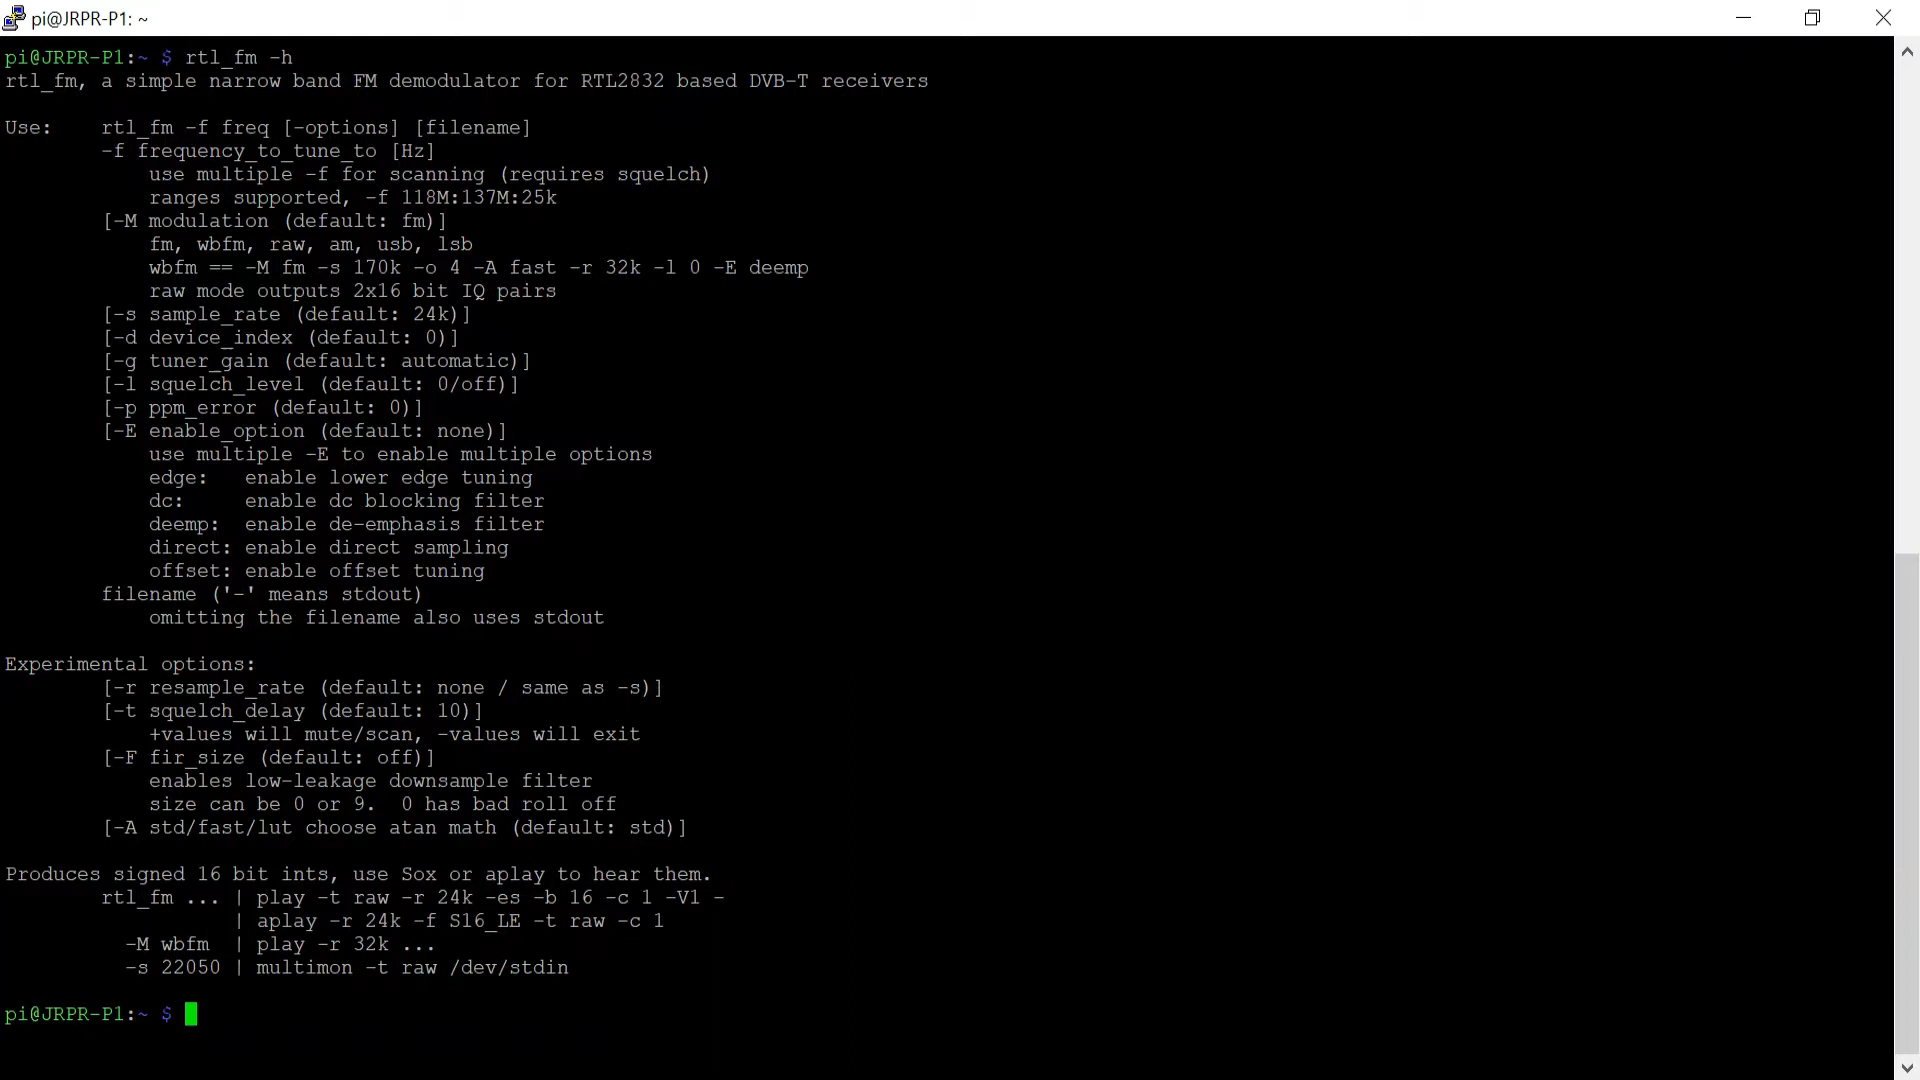 pi@JRPR-P1: ~
pi@JRPR-P1:~ $ rtl_fm -h
rtl_fm, a simple narrow band FM demodulator for RTL2832 based DVB-T receivers
Use:    rtl_fm -f freq [-options] [filename]
        -f frequency_to_tune_to [Hz]
            use multiple -f for scanning (requires squelch)
            ranges supported, -f 118M:137M:25k
        [-M modulation (default: fm)]
            fm, wbfm, raw, am, usb, lsb
            wbfm == -M fm -s 170k -o 4 -A fast -r 32k -l 0 -E deemp
            raw mode outputs 2x16 bit IQ pairs
        [-s sample_rate (default: 24k)]
        [-d device_index (default: 0)]
        [-g tuner_gain (default: automatic)]
        [-l squelch_level (default: 0/off)]
        [-p ppm_error (default: 0)]
        [-E enable_option (default: none)]
            use multiple -E to enable multiple options
            edge:   enable lower edge tuning
            dc:     enable dc blocking filter
            deemp:  enable de-emphasis filter
            direct: enable direct sampling
            offset: enable offset tuning
        filename ('-' means stdout)
            omitting the filename also uses stdout
Experimental options:
        [-r resample_rate (default: none / same as -s)]
        [-t squelch_delay (default: 10)]
            +values will mute/scan, -values will exit
        [-F fir_size (default: off)]
            enables low-leakage downsample filter
            size can be 0 or 9.  0 has bad roll off
        [-A std/fast/lut choose atan math (default: std)]
Produces signed 16 bit ints, use Sox or aplay to hear them.
        rtl_fm ... | play -t raw -r 24k -es -b 16 -c 1 -V1 -
                   | aplay -r 24k -f S16_LE -t raw -c 1
          -M wbfm  | play -r 32k ...
          -s 22050 | multimon -t raw /dev/stdin
pi@JRPR-P1:~ $